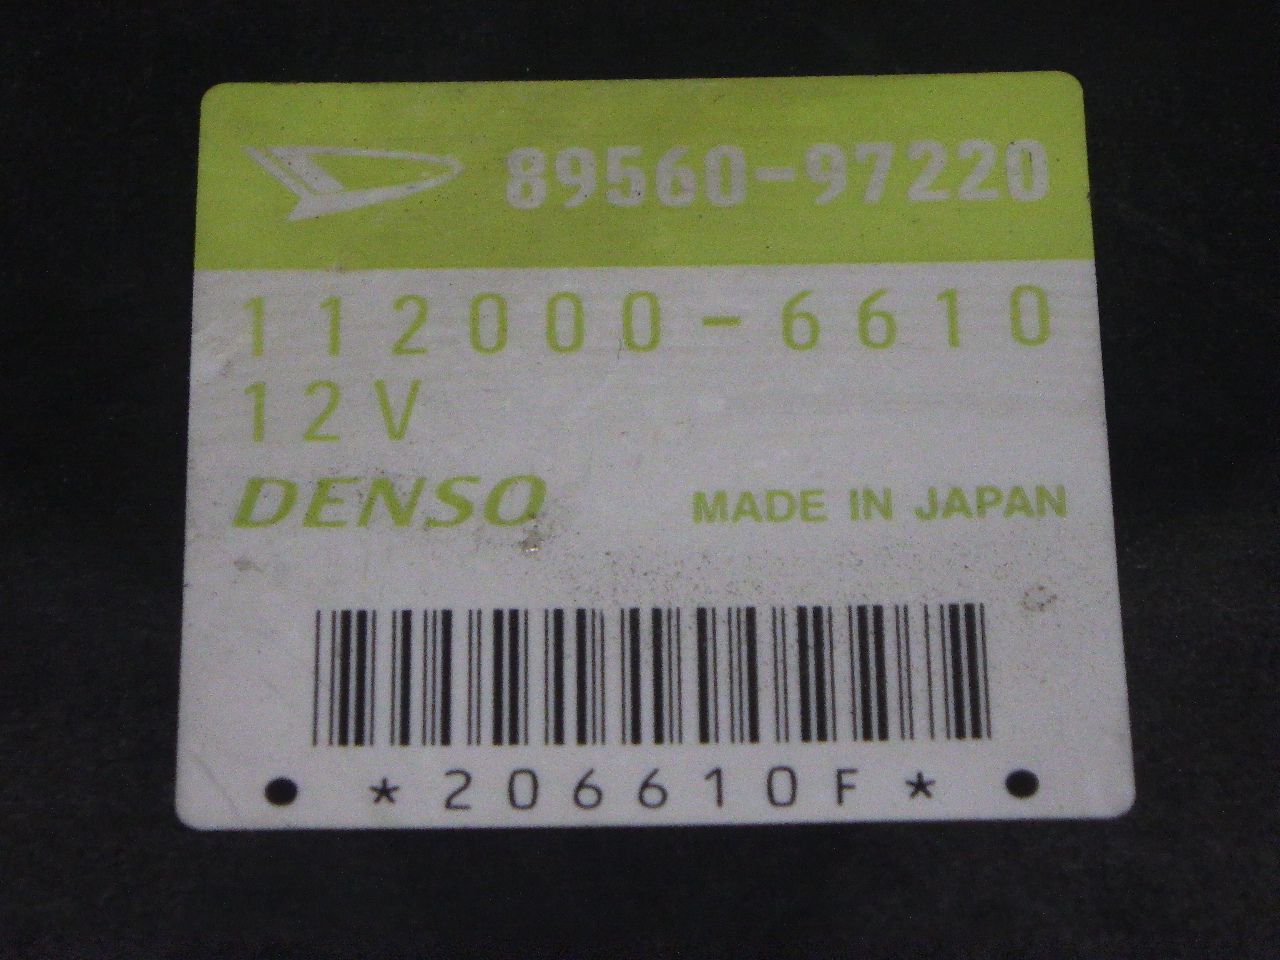 89560-97220
112000-6610
12V
DENSO MADE IN JAPAN
*206610F*